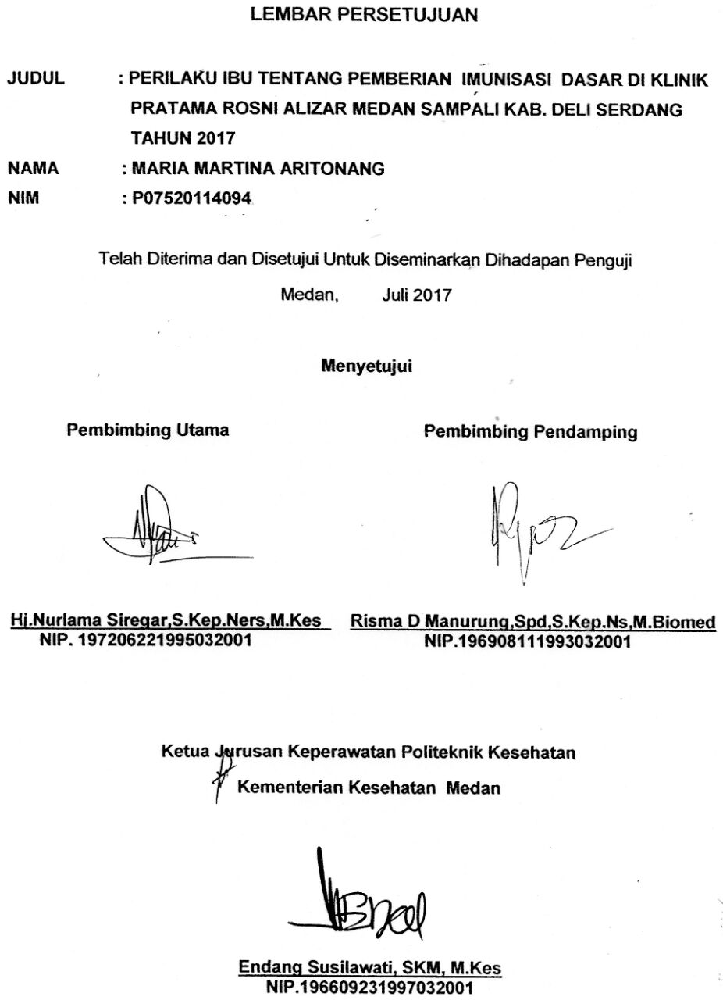 LEMBAR PERSETUJUAN
JUDUL : PERILAKU IBU TENTANG PEMBERIAN IMUNISASI DASAR DI KLINIK
PRATAMA ROSNI ALIZAR MEDAN SAMPALI KAB. DELI SERDANG
TAHUN 2017
NAMA : MARIA MARTINA ARITONANG
NIM : P07520114094
Telah Diterima dan Disetujui Untuk Diseminarkan Dihadapan Penguji
Medan, Juli 2017
Menyetujui
Pembimbing Utama Pembimbing Pendamping
Hj.Nurlama Siregar,S.Kep.Ners,M.Kes Risma D Manurung,Spd,S.Kep.Ns,M.Biomed
NIP. 197206221995032001 NIP.196908111993032001
Ketua Jurusan Keperawatan Politeknik Kesehatan
Kementerian Kesehatan Medan
Endang Susilawati, SKM, M.Kes
NIP.196609231997032001